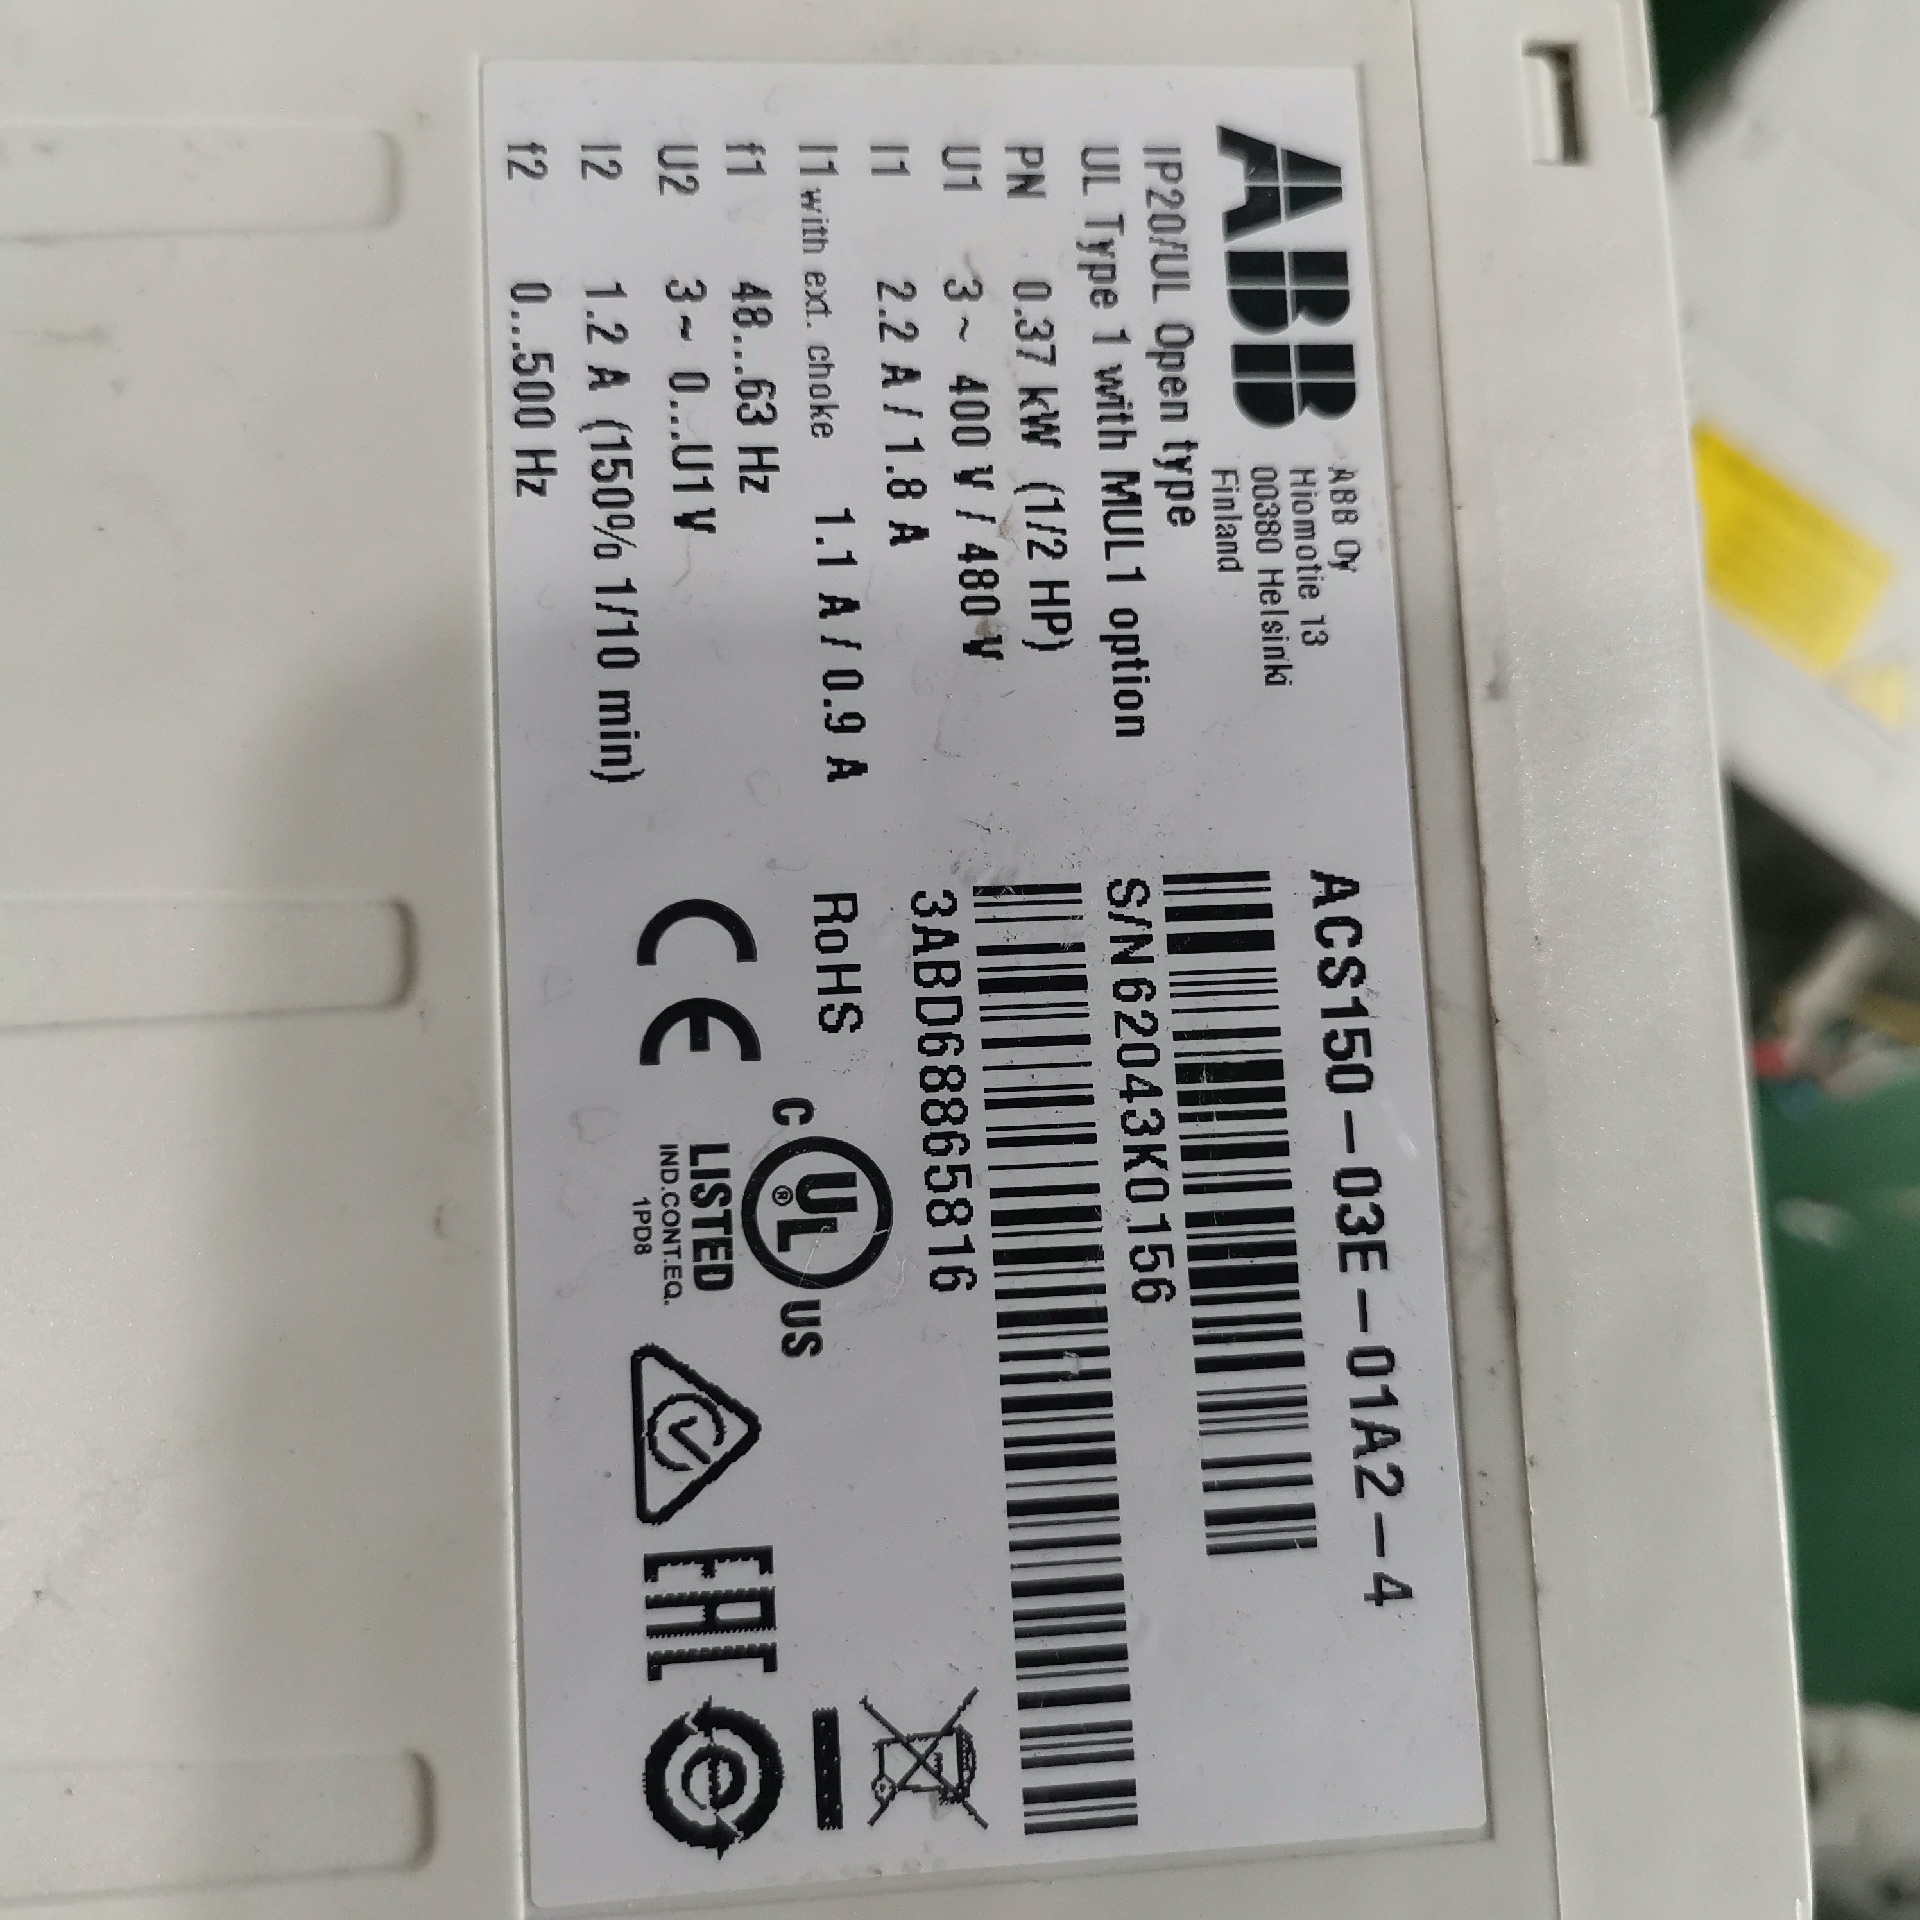 ABB
ABB Oy
Hiomotie 13
00380 Helsinki
Finland
IP20/UL Open type
UL Type 1 with MUL1 option
PN 0.37 kW (1/2 HP)
U1 3~ 400 V / 480 V
I1 2.2 A / 1.8 A
I1 with ext. choke 1.1 A / 0.9 A
f1 48...63 Hz
U2 3~ 0...U1 V
I2 1.2 A (150% 1/10 min)
f2 0...500 Hz
ACS150-03E-01A2-4
S/N62043K0156
3ABD68865816
RoHS
CE
C UL US
®
LISTED
IND.CONT.EQ.
1PD8
EAC
e